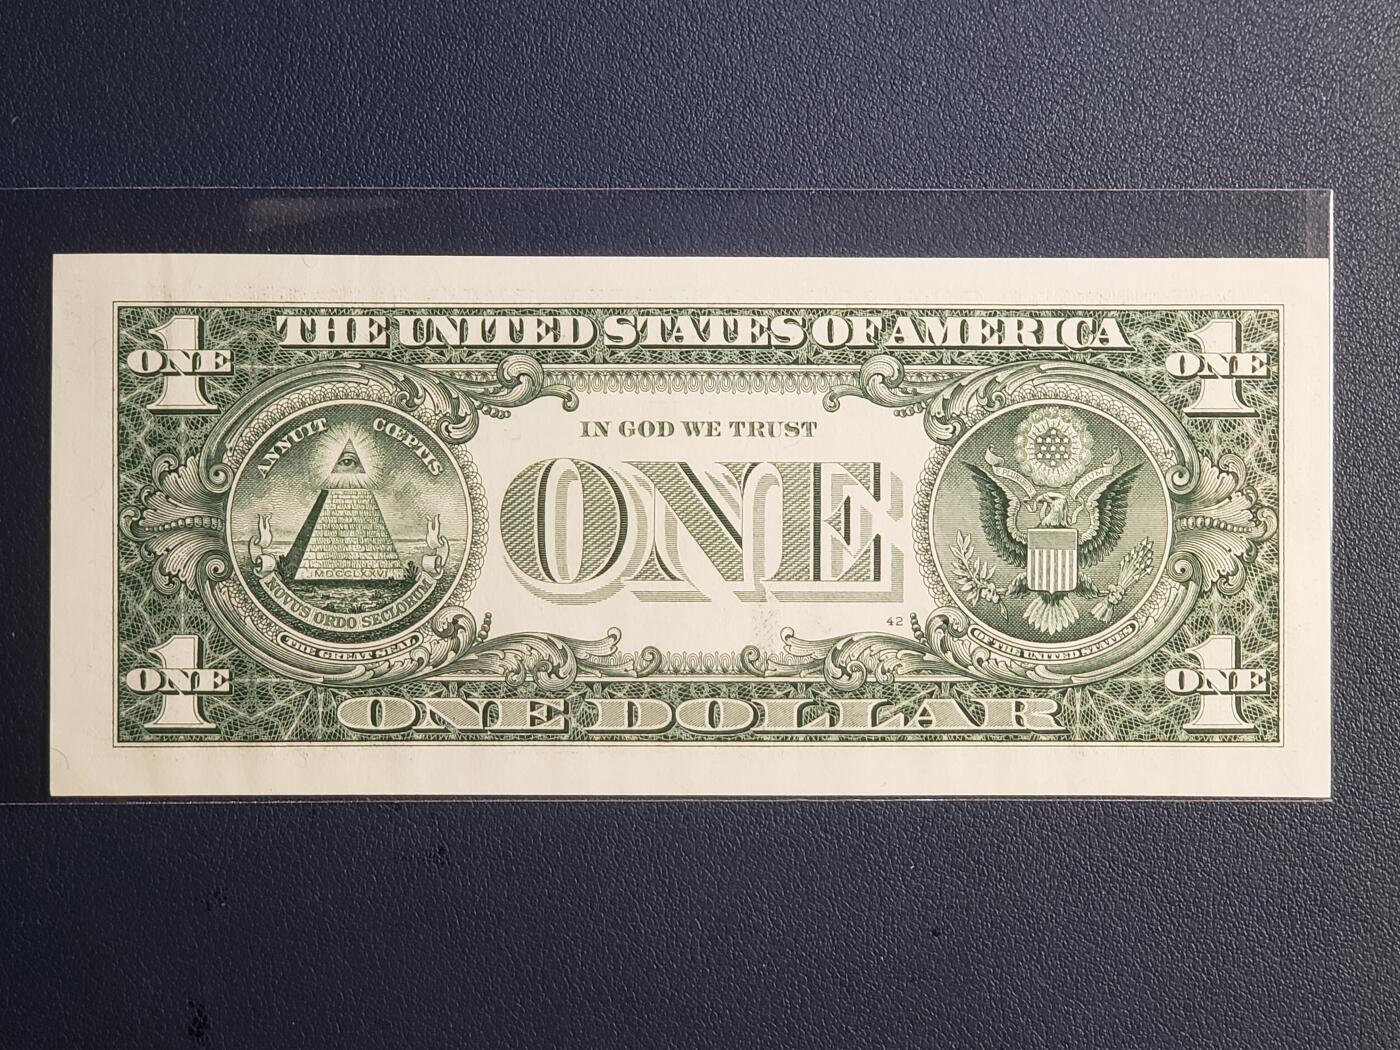 THE UNITED STATES OF AMERICA
1
ONE
1
ONE
ANNUIT CŒPTIS
IN GOD WE TRUST
ONE
MDCCLXXVI
NOVUS ORDO SECLORUM
THE GREAT SEAL
OF THE UNITED STATES
42
1
ONE
1
ONE
ONE DOLLAR